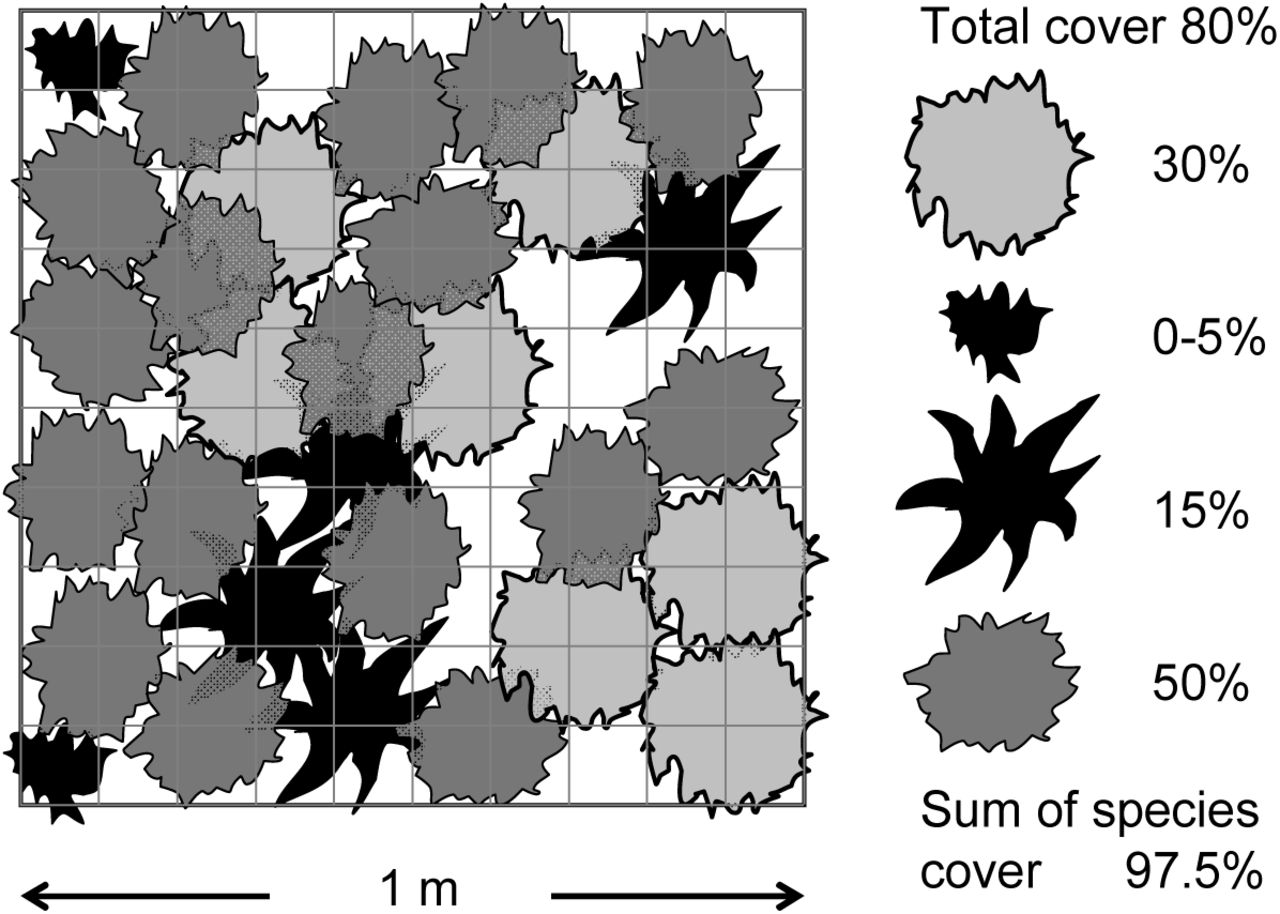 Total cover 80%
30%
0-5%
15%
50%
Sum of species
cover 97.5%
1 m